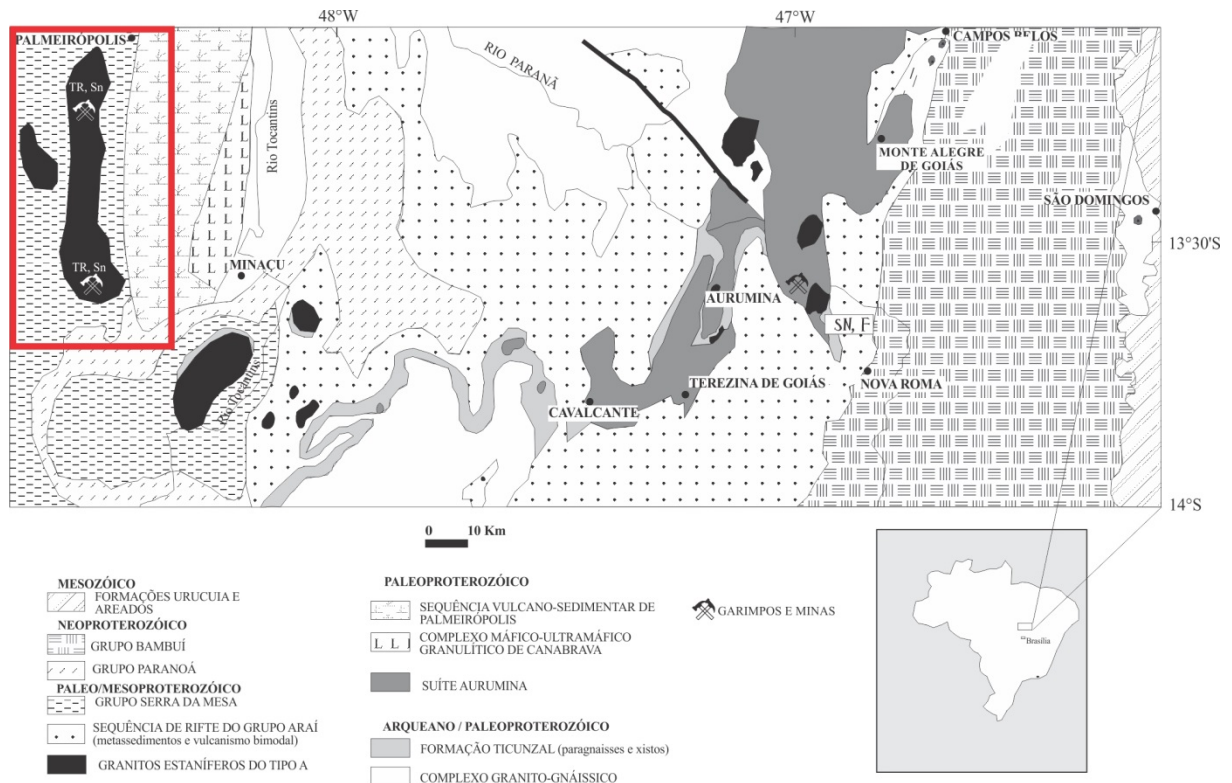 48°W
47°W
PALMEIRÓPOLIS
CAMPOS BELOS
RIO PARANÃ
TR, Sn
Rio Tocantins
MONTE ALEGRE
DE GOIÁS
SÃO DOMINGOS
13°30'S
MINAÇU
TR, Sn
AURUMINA
SN, F
TEREZINA DE GOIÁS
NOVA ROMA
Rio Tocantins
CAVALCANTE
14°S
0 10 Km
MESOZÓICO
FORMAÇÕES URUCUIA E
AREADOS
NEOPROTEROZÓICO
GRUPO BAMBUÍ
GRUPO PARANOÁ
PALEO/MESOPROTEROZÓICO
GRUPO SERRA DA MESA
SEQUÊNCIA DE RIFTE DO GRUPO ARAÍ
(metassedimentos e vulcanismo bimodal)
GRANITOS ESTANÍFEROS DO TIPO A
PALEOPROTEROZÓICO
SEQUÊNCIA VULCANO-SEDIMENTAR DE
PALMEIRÓPOLIS
L L L
COMPLEXO MÁFICO-ULTRAMÁFICO
GRANULÍTICO DE CANABRAVA
SUÍTE AURUMINA
ARQUEANO / PALEOPROTEROZÓICO
FORMAÇÃO TICUNZAL (paragnaisses e xistos)
COMPLEXO GRANITO-GNÁISSICO
GARIMPOS E MINAS
Brasília